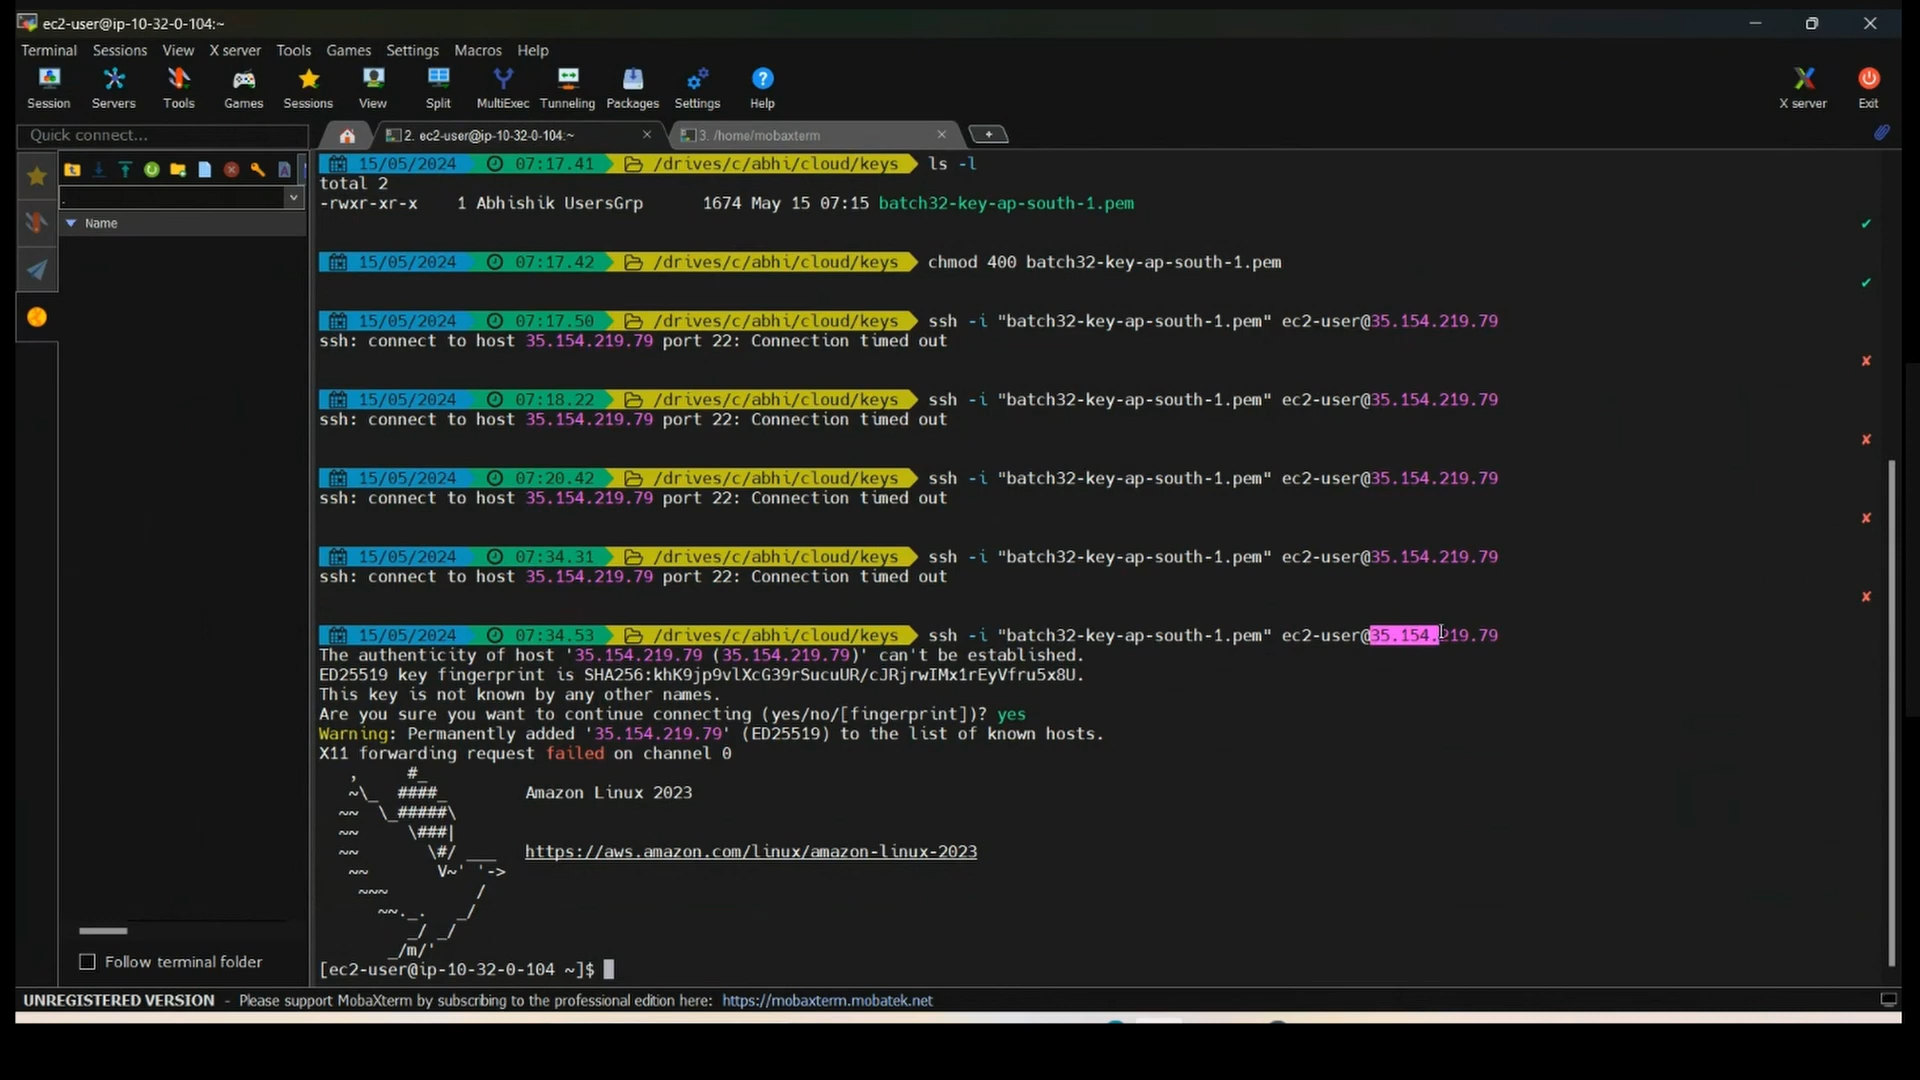 ec2-user@ip-10-32-0-104:~
Terminal Sessions View X server Tools Games Settings Macros Help
Session Servers Tools Games Sessions View Split MultiExec Tunneling Packages Settings Help X server Exit
Quick connect... 2. ec2-user@ip-10-32-0-104:~ 3. /home/mobaxterm
.
Name
15/05/2024 07:17.41 /drives/c/abhi/cloud/keys ls -l
total 2
-rwxr-xr-x 1 Abhishik UsersGrp 1674 May 15 07:15 batch32-key-ap-south-1.pem
15/05/2024 07:17.42 /drives/c/abhi/cloud/keys chmod 400 batch32-key-ap-south-1.pem
15/05/2024 07:17.50 /drives/c/abhi/cloud/keys ssh -i "batch32-key-ap-south-1.pem" ec2-user@35.154.219.79
ssh: connect to host 35.154.219.79 port 22: Connection timed out
15/05/2024 07:18.22 /drives/c/abhi/cloud/keys ssh -i "batch32-key-ap-south-1.pem" ec2-user@35.154.219.79
ssh: connect to host 35.154.219.79 port 22: Connection timed out
15/05/2024 07:20.42 /drives/c/abhi/cloud/keys ssh -i "batch32-key-ap-south-1.pem" ec2-user@35.154.219.79
ssh: connect to host 35.154.219.79 port 22: Connection timed out
15/05/2024 07:34.31 /drives/c/abhi/cloud/keys ssh -i "batch32-key-ap-south-1.pem" ec2-user@35.154.219.79
ssh: connect to host 35.154.219.79 port 22: Connection timed out
15/05/2024 07:34.53 /drives/c/abhi/cloud/keys ssh -i "batch32-key-ap-south-1.pem" ec2-user@35.154.219.79
The authenticity of host '35.154.219.79 (35.154.219.79)' can't be established.
ED25519 key fingerprint is SHA256:khK9jp9vlXcG39rSucuUR/cJRjrwIMx1rEyVfru5x8U.
This key is not known by any other names.
Are you sure you want to continue connecting (yes/no/[fingerprint])? yes
Warning: Permanently added '35.154.219.79' (ED25519) to the list of known hosts.
X11 forwarding request failed on channel 0
   ,     #_
   ~\_  ####_        Amazon Linux 2023
  ~~  \_#####\
  ~~     \###|
  ~~       \#/ ___   https://aws.amazon.com/linux/amazon-linux-2023
   ~~       V~' '->
    ~~~         /
      ~~._.   _/
         _/ _/
       _/m/'
[ec2-user@ip-10-32-0-104 ~]$
Follow terminal folder
UNREGISTERED VERSION - Please support MobaXterm by subscribing to the professional edition here: https://mobaxterm.mobatek.net